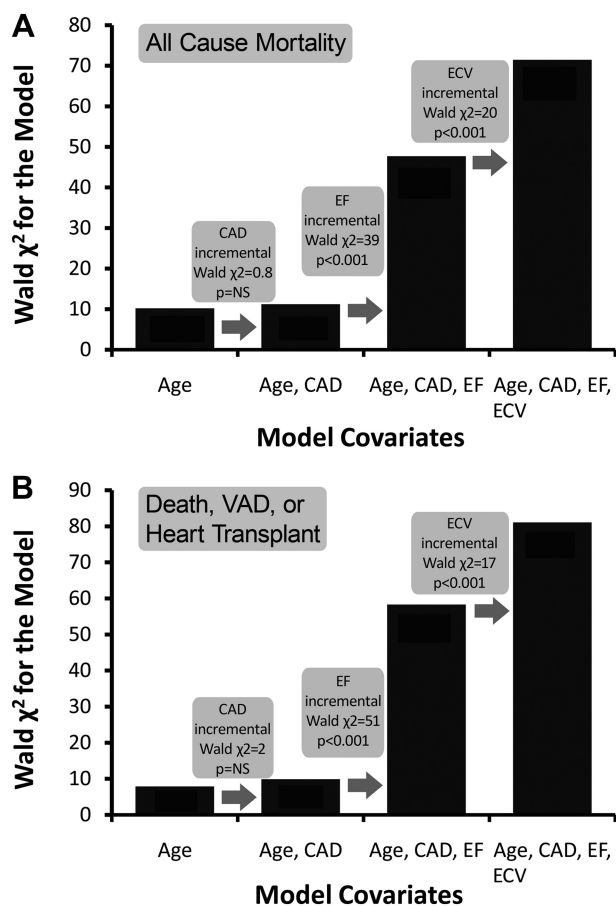 A
All Cause Mortality
80
70
60
50
40
30
20
10
0
Wald χ² for the Model
CAD
incremental
Wald χ2=0.8
p=NS
EF
incremental
Wald χ2=39
p<0.001
ECV
incremental
Wald χ2=20
p<0.001
Age
Age, CAD
Age, CAD, EF
Age, CAD, EF,
ECV
Model Covariates
B
Death, VAD, or
Heart Transplant
90
80
70
60
50
40
30
20
10
0
Wald χ² for the Model
CAD
incremental
Wald χ2=2
p=NS
EF
incremental
Wald χ2=51
p<0.001
ECV
incremental
Wald χ2=17
p<0.001
Age
Age, CAD
Age, CAD, EF
Age, CAD, EF,
ECV
Model Covariates